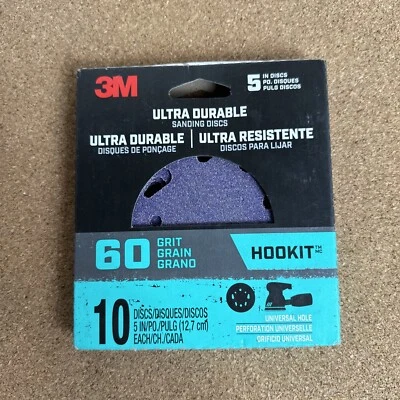 3M
5 IN DISCS
PO. DISQUES
PULG DISCOS
ULTRA DURABLE
SANDING DISCS
ULTRA DURABLE
DISQUES DE PONÇAGE
ULTRA RESISTENTE
DISCOS PARA LIJAR
60 GRIT
GRAIN
GRANO
HOOKIT™ MC
10 DISCS/DISQUES/DISCOS
5 IN/PO./PULG (12,7 cm)
EACH/CH./CADA
UNIVERSAL HOLE
PERFORATION UNIVERSELLE
ORIFICIO UNIVERSAL